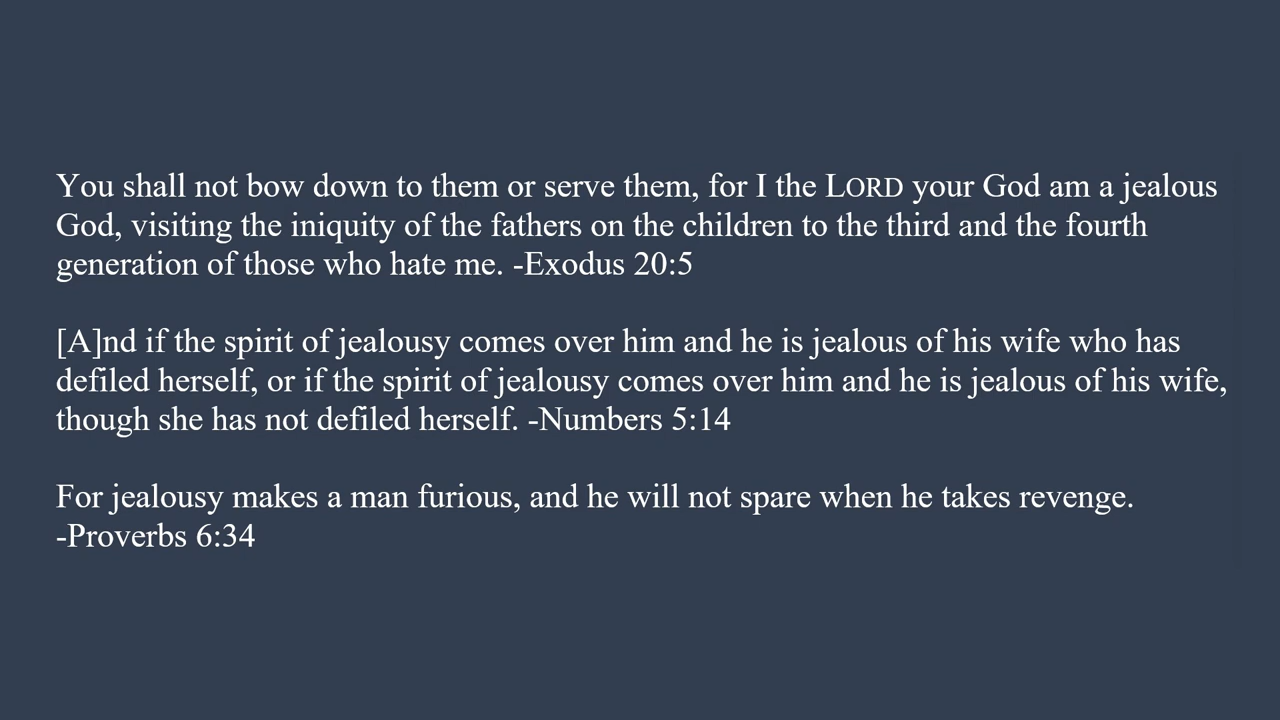 You shall not bow down to them or serve them, for I the LORD your God am a jealous
God, visiting the iniquity of the fathers on the children to the third and the fourth
generation of those who hate me. -Exodus 20:5
[A]nd if the spirit of jealousy comes over him and he is jealous of his wife who has
defiled herself, or if the spirit of jealousy comes over him and he is jealous of his wife,
though she has not defiled herself. -Numbers 5:14
For jealousy makes a man furious, and he will not spare when he takes revenge.
-Proverbs 6:34